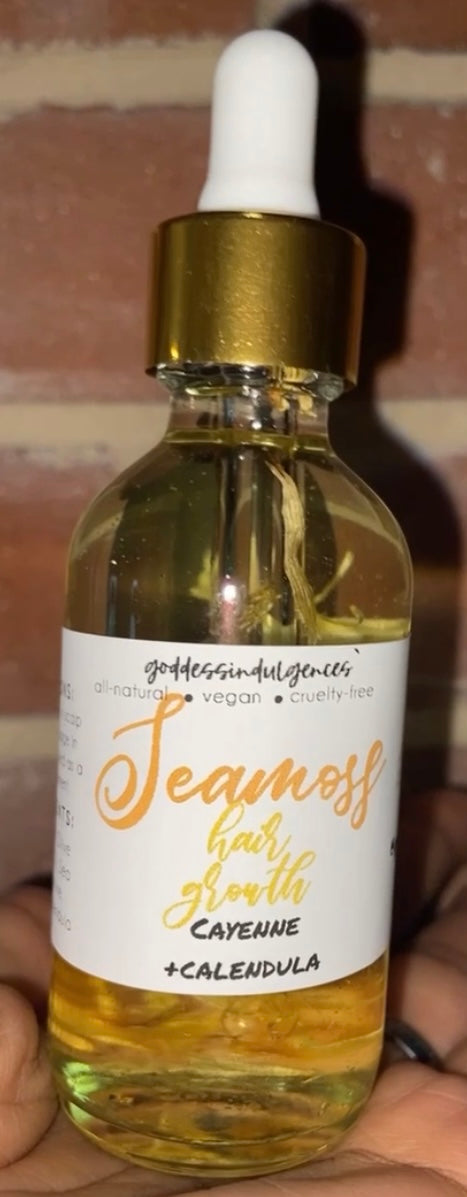 goddessindulgences`
all-natural • vegan • cruelty-free
Seamoss
hair
growth
CAYENNE
+CALENDULA